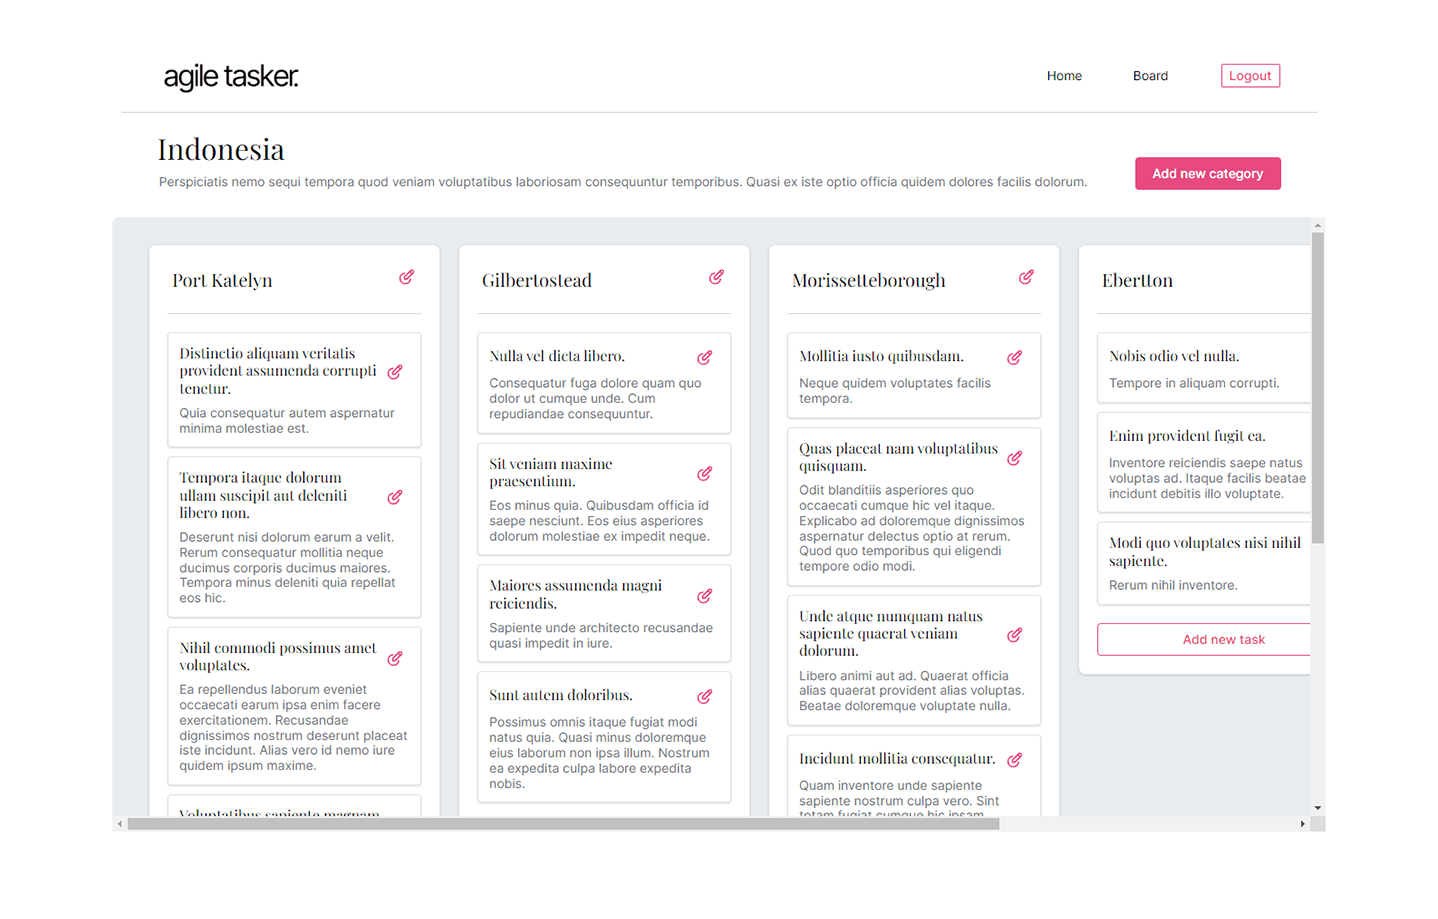 agile tasker.
Home
Board
Logout
Indonesia
Perspiciatis nemo sequi tempora quod veniam voluptatibus laboriosam consequuntur temporibus. Quasi ex iste optio officia quidem dolores facilis dolorum.
Add new category
Port Katelyn
Distinctio aliquam veritatis
provident assumenda corrupti
tenetur.
Quia consequatur autem aspernatur
minima molestiae est.
Tempora itaque dolorum
ullam suscipit aut deleniti
libero non.
Deserunt nisi dolorum earum a velit.
Rerum consequatur mollitia neque
ducimus corporis ducimus maiores.
Tempora minus deleniti quia repellat
eos hic.
Nihil commodi possimus amet
voluptates.
Ea repellendus laborum eveniet
occaecati earum ipsa enim facere
exercitationem. Recusandae
dignissimos nostrum deserunt placeat
iste incidunt. Alias vero id nemo iure
quidem ipsum maxime.
Voluptatibus sapiente magnam
Gilbertostead
Nulla vel dicta libero.
Consequatur fuga dolore quam quo
dolor ut cumque unde. Cum
repudiandae consequuntur.
Sit veniam maxime
praesentium.
Eos minus quia. Quibusdam officia id
saepe nesciunt. Eos eius asperiores
dolorum molestiae ex impedit neque.
Maiores assumenda magni
reiciendis.
Sapiente unde architecto recusandae
quasi impedit in iure.
Sunt autem doloribus.
Possimus omnis itaque fugiat modi
natus quia. Quasi minus doloremque
eius laborum non ipsa illum. Nostrum
ea expedita culpa labore expedita
nobis.
Morissetteborough
Mollitia iusto quibusdam.
Neque quidem voluptates facilis
tempora.
Quas placeat nam voluptatibus
quisquam.
Odit blanditiis asperiores quo
occaecati cumque hic vel itaque.
Explicabo ad doloremque dignissimos
aspernatur delectus optio at rerum.
Quod quo temporibus qui eligendi
tempore odio modi.
Unde atque numquam natus
sapiente quaerat veniam
dolorum.
Libero animi aut ad. Quaerat officia
alias quaerat provident alias voluptas.
Beatae doloremque voluptate nulla.
Incidunt mollitia consequatur.
Quam inventore unde sapiente
sapiente nostrum culpa vero. Sint
totam fugiat cumque hic ipsam
Ebertton
Nobis odio vel nulla.
Tempore in aliquam corrupti.
Enim provident fugit ea.
Inventore reiciendis saepe natus
voluptas ad. Itaque facilis beatae
incidunt debitis illo voluptate.
Modi quo voluptates nisi nihil
sapiente.
Rerum nihil inventore.
Add new task